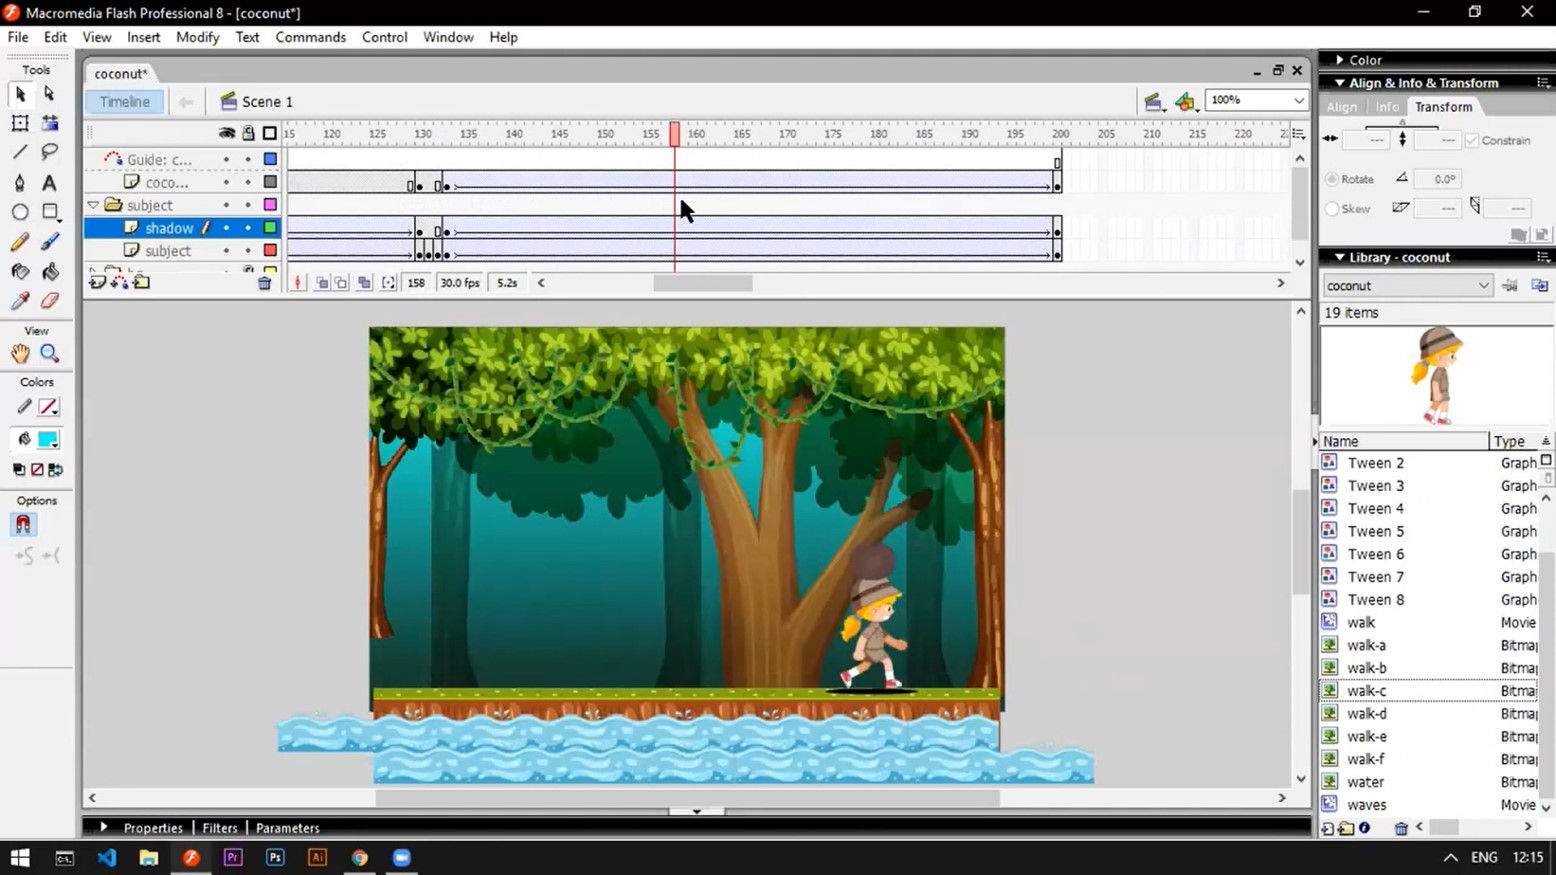 Macromedia Flash Professional 8 - [coconut*]
File Edit View Insert Modify Text Commands Control Window Help
Tools
coconut*
Timeline
Scene 1
100%
15 120 125 130 135 140 145 150 155 160 165 170 175 180 185 190 195 200 205 210 215 220
Guide: c...
coco...
subject
shadow
subject
158 30.0 fps 5.2s
View
Colors
Options
Color
Align & Info & Transform
Align Info Transform
Constrain
Rotate 0.0°
Skew
Library - coconut
coconut
19 items
Name Type
Tween 2 Graph
Tween 3 Graph
Tween 4 Graph
Tween 5 Graph
Tween 6 Graph
Tween 7 Graph
Tween 8 Graph
walk Movie
walk-a Bitma
walk-b Bitma
walk-c Bitma
walk-d Bitma
walk-e Bitma
walk-f Bitma
water Bitma
waves Movie
Properties Filters Parameters
Pr Ps Ai
ENG 12:15